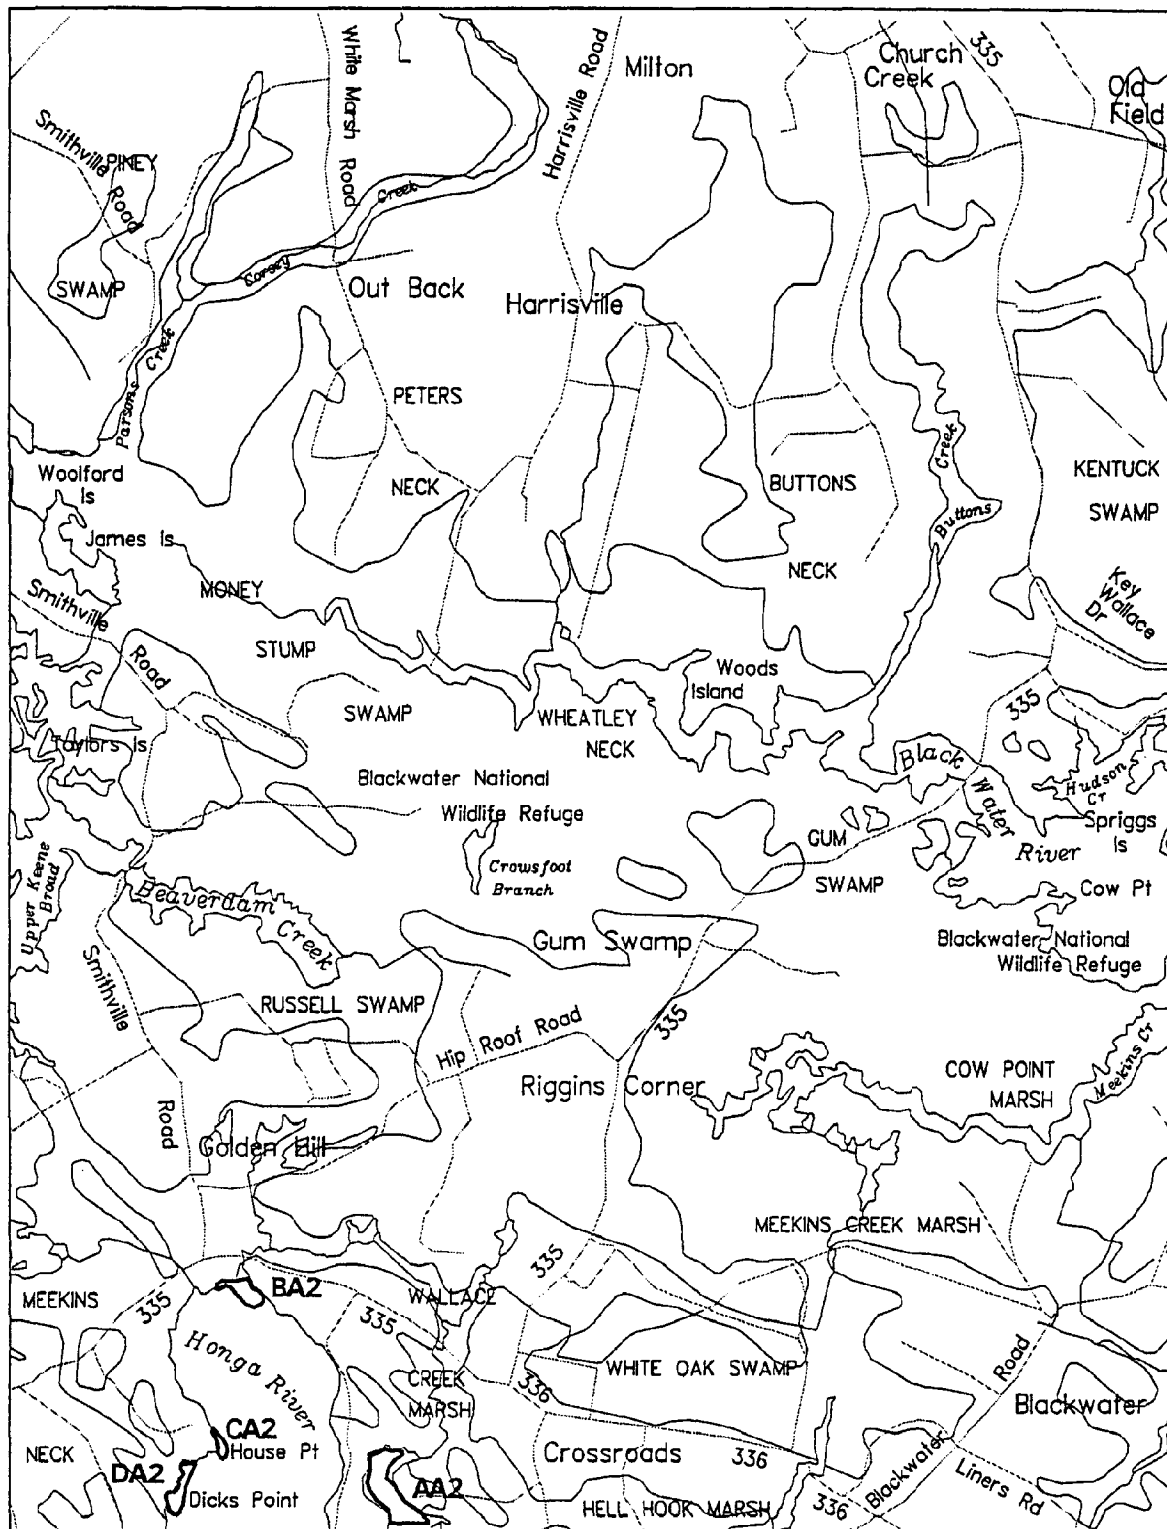 White Marsh Road
Harrisville Road
Milton
Church
Creek
335
Old
Field
Smithville Road
PINEY
SWAMP
Creek
Corsey
Out Back
Harrisville
Parsons Creek
PETERS
NECK
Woolford
Is
James Is
BUTTONS
NECK
Creek
Buttons
KENTUCK
SWAMP
Key
Wallace
Dr
Smithville
Road
MONEY
STUMP
SWAMP
Woods
Island
WHEATLEY
NECK
335
Taylors Is
Blackwater National
Wildlife Refuge
Black
Water
River
Hudson
Cr
Spriggs
Is
GUM
SWAMP
Crowsfoot
Branch
Cow Pt
Upper Keene
Broad
Beaverdam
Creek
Gum Swamp
Blackwater National
Wildlife Refuge
Smithville
Road
RUSSELL SWAMP
335
Hip Roof Road
Riggins Corner
COW POINT
MARSH
Meekins Cr
Golden Hill
MEEKINS CREEK MARSH
335
BA2
MEEKINS
335
335
WALLACE
CREEK
MARSH
Honga River
WHITE OAK SWAMP
336
Road
Blackwater
CA2
House Pt
NECK
DA2
Dicks Point
AA2
Crossroads
336
Blackwater
Liners Rd
HELL HOOK MARSH
336